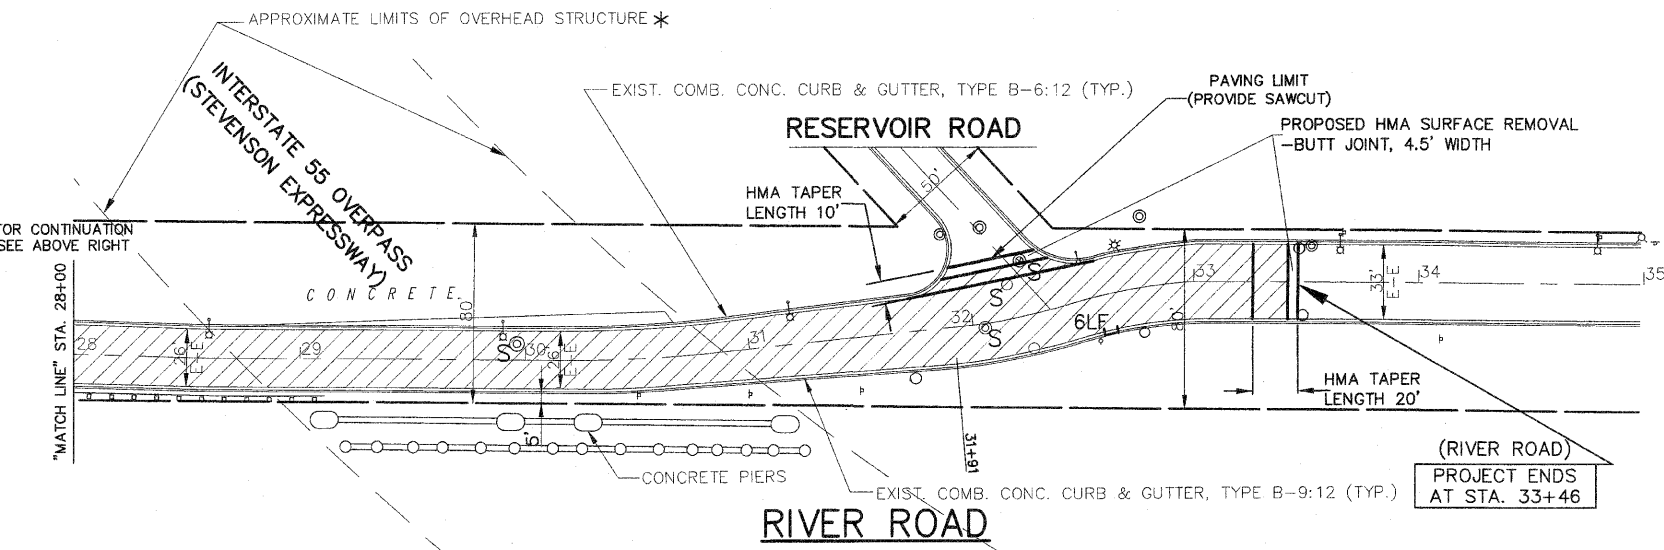 APPROXIMATE LIMITS OF OVERHEAD STRUCTURE *
INTERSTATE 55 OVERPASS
(STEVENSON EXPRESSWAY)
EXIST. COMB. CONC. CURB & GUTTER, TYPE B-6:12 (TYP.)
PAVING LIMIT
(PROVIDE SAWCUT)
RESERVOIR ROAD
PROPOSED HMA SURFACE REMOVAL
-BUTT JOINT, 4.5' WIDTH
HMA TAPER
LENGTH 10'
50'
FOR CONTINUATION
SEE ABOVE RIGHT
"MATCH LINE" STA. 28+00
CONCRETE
80
28
26
E-E
29
S
30
26
E-E
31
32
S
S
6LF
80'
33
33'
E-E
34
35
HMA TAPER
LENGTH 20'
5'
31+91
CONCRETE PIERS
EXIST. COMB. CONC. CURB & GUTTER, TYPE B-9:12 (TYP.)
(RIVER ROAD)
PROJECT ENDS
AT STA. 33+46
RIVER ROAD